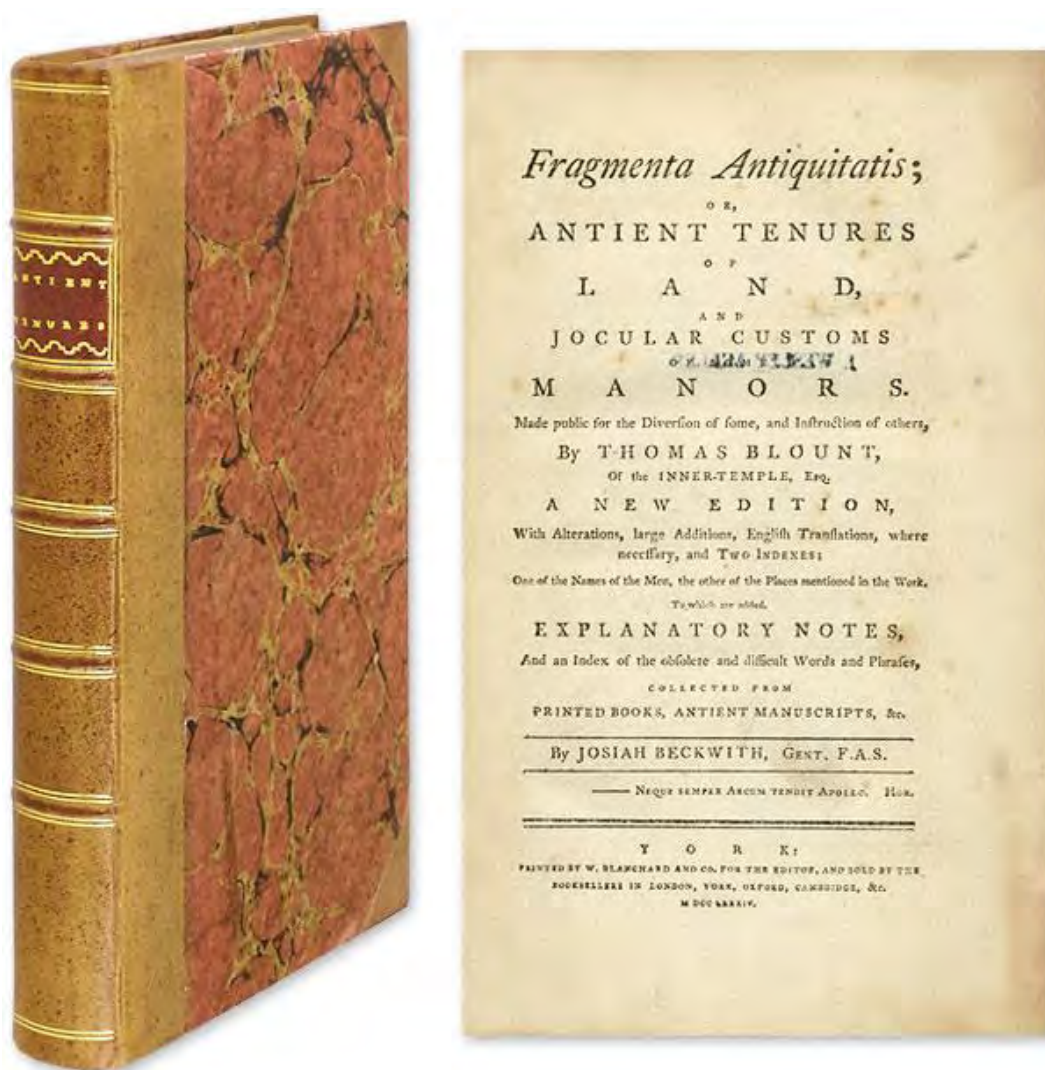 ANTIENT
TENURES
Fragmenta Antiquitatis;
OR,
ANTIENT TENURES
OF
LAND,
AND
JOCULAR CUSTOMS
OF
MANORS.
Made public for the Diverſion of ſome, and Inſtruction of others,
By THOMAS BLOUNT,
Of the INNER-TEMPLE, Esq.
A NEW EDITION,
With Alterations, large Additions, Engliſh Tranſlations, where
neceſſary, and Two Indexes;
One of the Names of the Men, the other of the Places mentioned in the Work.
To which are added,
EXPLANATORY NOTES,
And an Index of the obſolete and difficult Words and Phraſes,
COLLECTED FROM
PRINTED BOOKS, ANTIENT MANUSCRIPTS, &c.
By JOSIAH BECKWITH, Gent. F.A.S.
—— Neque semper Arcum tendit Apollo. Hor.
YORK:
PRINTED BY W. BLANCHARD AND CO. FOR THE EDITOR, AND SOLD BY THE
BOOKSELLERS IN LONDON, YORK, OXFORD, CAMBRIDGE, &c.
M DCC LXXXIV.